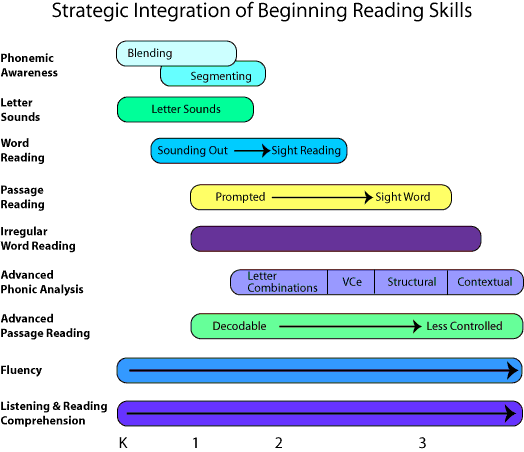 Strategic Integration of Beginning Reading Skills
Phonemic
Awareness
Blending
Segmenting
Letter
Sounds
Letter Sounds
Word
Reading
Sounding Out
Sight Reading
Passage
Reading
Prompted
Sight Word
Irregular
Word Reading
Advanced
Phonic Analysis
Letter
Combinations
VCe
Structural
Contextual
Advanced
Passage Reading
Decodable
Less Controlled
Fluency
Listening & Reading
Comprehension
K 1 2 3